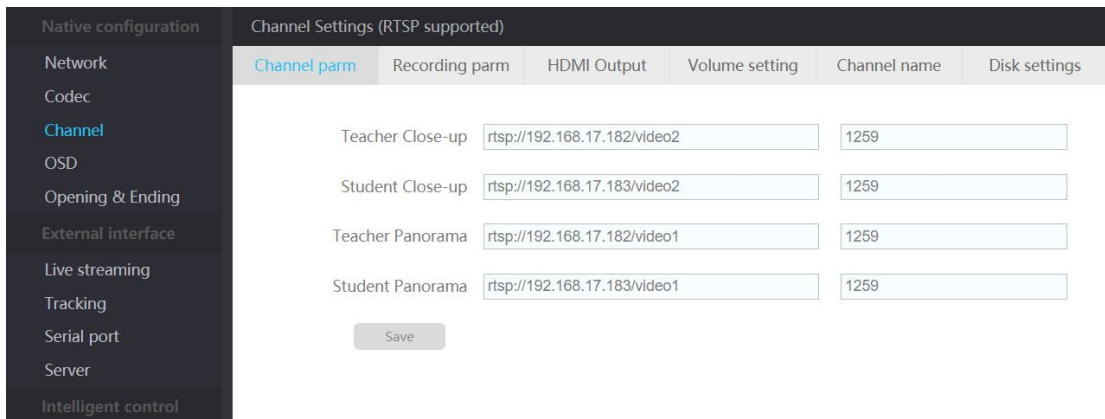 Native configuration
Network
Codec
Channel
OSD
Opening & Ending
External interface
Live streaming
Tracking
Serial port
Server
Intelligent control
Channel Settings (RTSP supported)
Channel parm Recording parm HDMI Output Volume setting Channel name Disk settings
Teacher Close-up rtsp://192.168.17.182/video2 1259
Student Close-up rtsp://192.168.17.183/video2 1259
Teacher Panorama rtsp://192.168.17.182/video1 1259
Student Panorama rtsp://192.168.17.183/video1 1259
Save